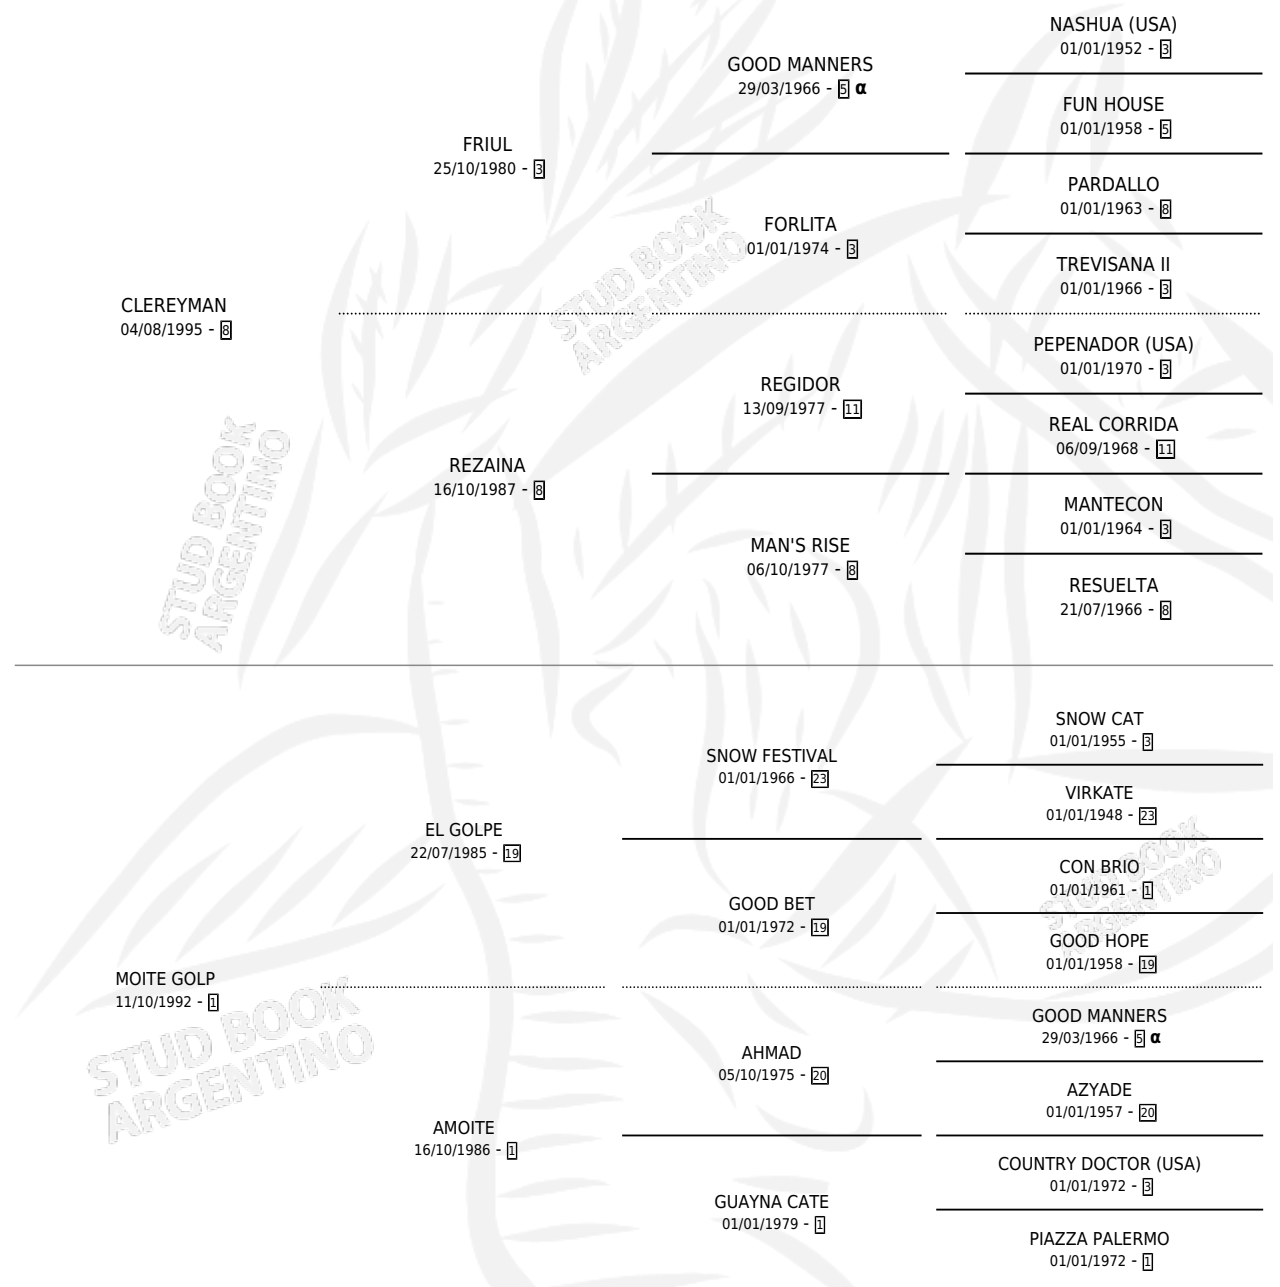 NASHUA (USA)
01/01/1952 - 3
GOOD MANNERS
29/03/1966 - 5 α
FUN HOUSE
01/01/1958 - 5
FRIUL
25/10/1980 - 3
PARDALLO
01/01/1963 - 8
FORLITA
01/01/1974 - 3
TREVISANA II
01/01/1966 - 3
CLEREYMAN
04/08/1995 - 8
PEPENADOR (USA)
01/01/1970 - 3
REGIDOR
13/09/1977 - 11
REAL CORRIDA
06/09/1968 - 11
REZAINA
16/10/1987 - 8
MANTECON
01/01/1964 - 3
MAN'S RISE
06/10/1977 - 8
RESUELTA
21/07/1966 - 8
SNOW CAT
01/01/1955 - 3
SNOW FESTIVAL
01/01/1966 - 23
VIRKATE
01/01/1948 - 23
EL GOLPE
22/07/1985 - 19
CON BRIO
01/01/1961 - 1
GOOD BET
01/01/1972 - 19
GOOD HOPE
01/01/1958 - 19
MOITE GOLP
11/10/1992 - 1
GOOD MANNERS
29/03/1966 - 5 α
AHMAD
05/10/1975 - 20
AZYADE
01/01/1957 - 20
AMOITE
16/10/1986 - 1
COUNTRY DOCTOR (USA)
01/01/1972 - 3
GUAYNA CATE
01/01/1979 - 1
PIAZZA PALERMO
01/01/1972 - 1
STUD BOOK
ARGENTINO
STUD BOOK
ARGENTINO
STUD BOOK
ARGENTINO
STUD BOOK
ARGENTINO